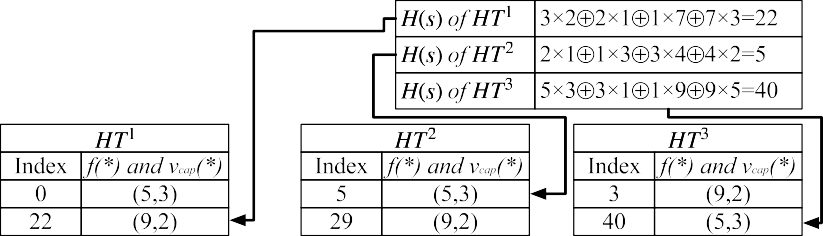 H(s) of HT¹ 3×2⊕2×1⊕1×7⊕7×3=22
H(s) of HT² 2×1⊕1×3⊕3×4⊕4×2=5
H(s) of HT³ 5×3⊕3×1⊕1×9⊕9×5=40
HT¹
Index f(*) and vcap(*)
0 (5,3)
22 (9,2)
HT²
Index f(*) and vcap(*)
5 (5,3)
29 (9,2)
HT³
Index f(*) and vcap(*)
3 (9,2)
40 (5,3)